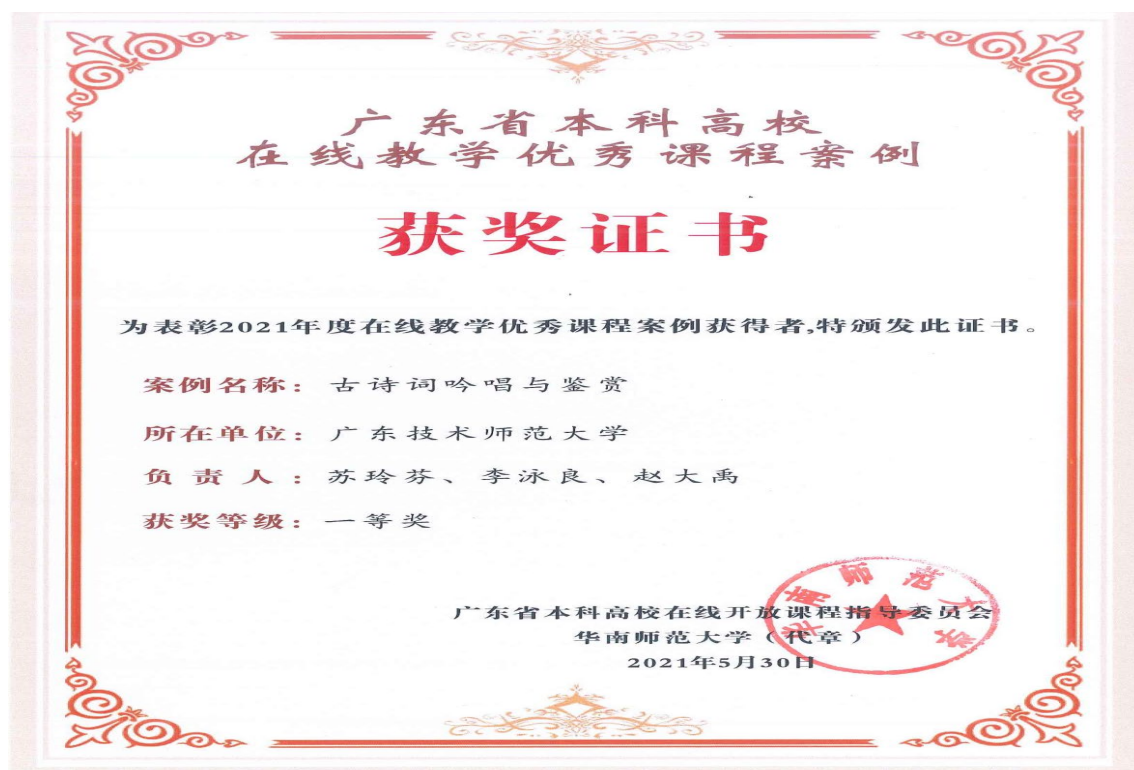 广东省本科高校
在线教学优秀课程案例
获奖证书
为表彰2021年度在线教学优秀课程案例获得者,特颁发此证书。
案例名称：古诗词吟唱与鉴赏
所在单位：广东技术师范大学
负责人：苏玲芬、李泳良、赵大禹
获奖等级：一等奖
广东省本科高校在线开放课程指导委员会
华南师范大学（代章）
2021年5月30日
华南师范大学